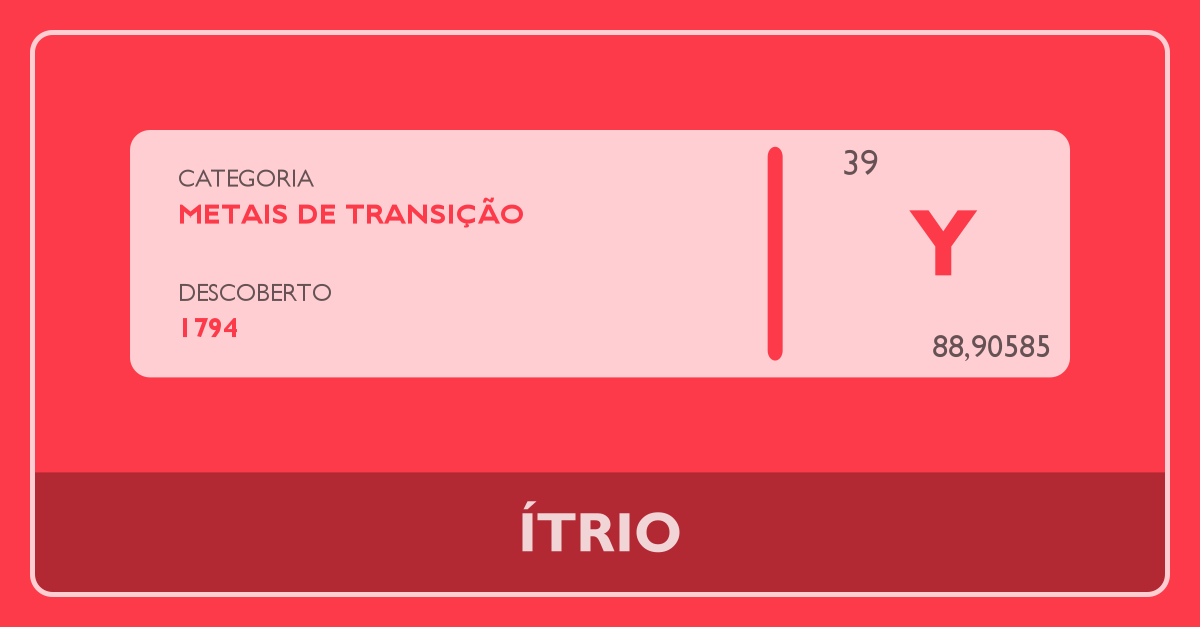 CATEGORIA
METAIS DE TRANSIÇÃO
DESCOBERTO
1794
39
Y
88,90585
ÍTRIO